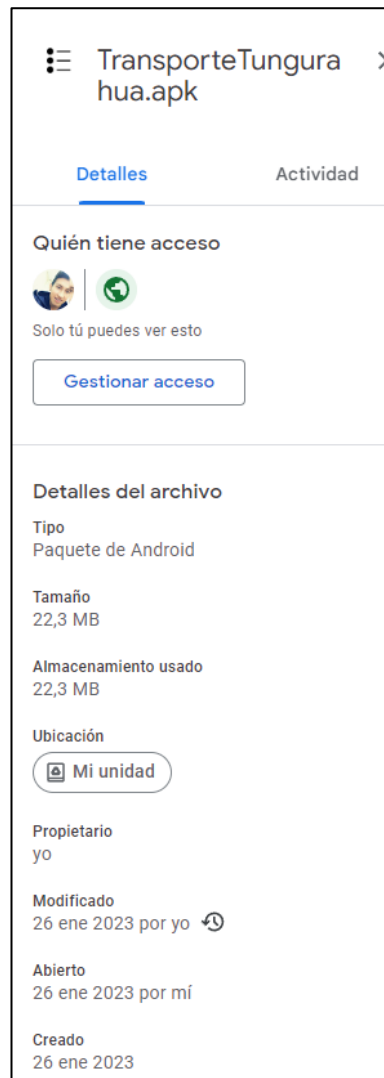 TransporteTungura
hua.apk
Detalles
Actividad
Quién tiene acceso
Solo tú puedes ver esto
Gestionar acceso
Detalles del archivo
Tipo
Paquete de Android
Tamaño
22,3 MB
Almacenamiento usado
22,3 MB
Ubicación
Mi unidad
Propietario
yo
Modificado
26 ene 2023 por yo
Abierto
26 ene 2023 por mí
Creado
26 ene 2023